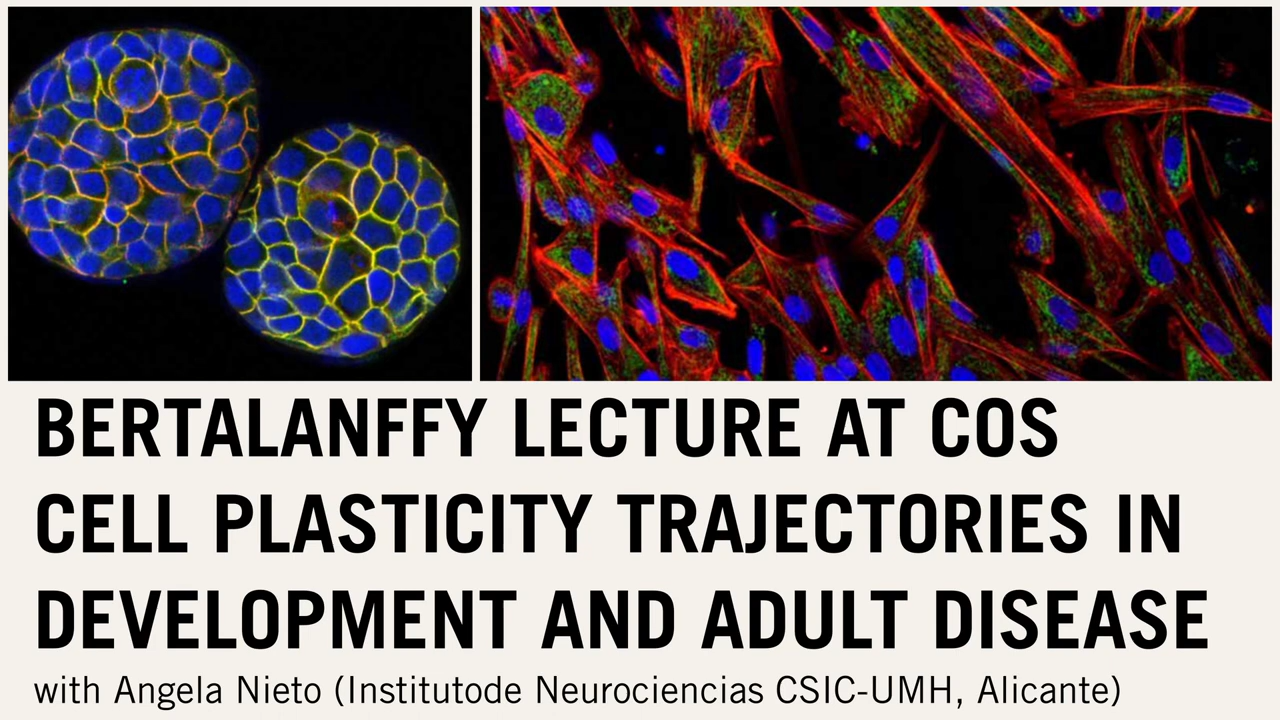 BERTALANFFY LECTURE AT COS
CELL PLASTICITY TRAJECTORIES IN
DEVELOPMENT AND ADULT DISEASE
with Angela Nieto (Institutode Neurociencias CSIC-UMH, Alicante)